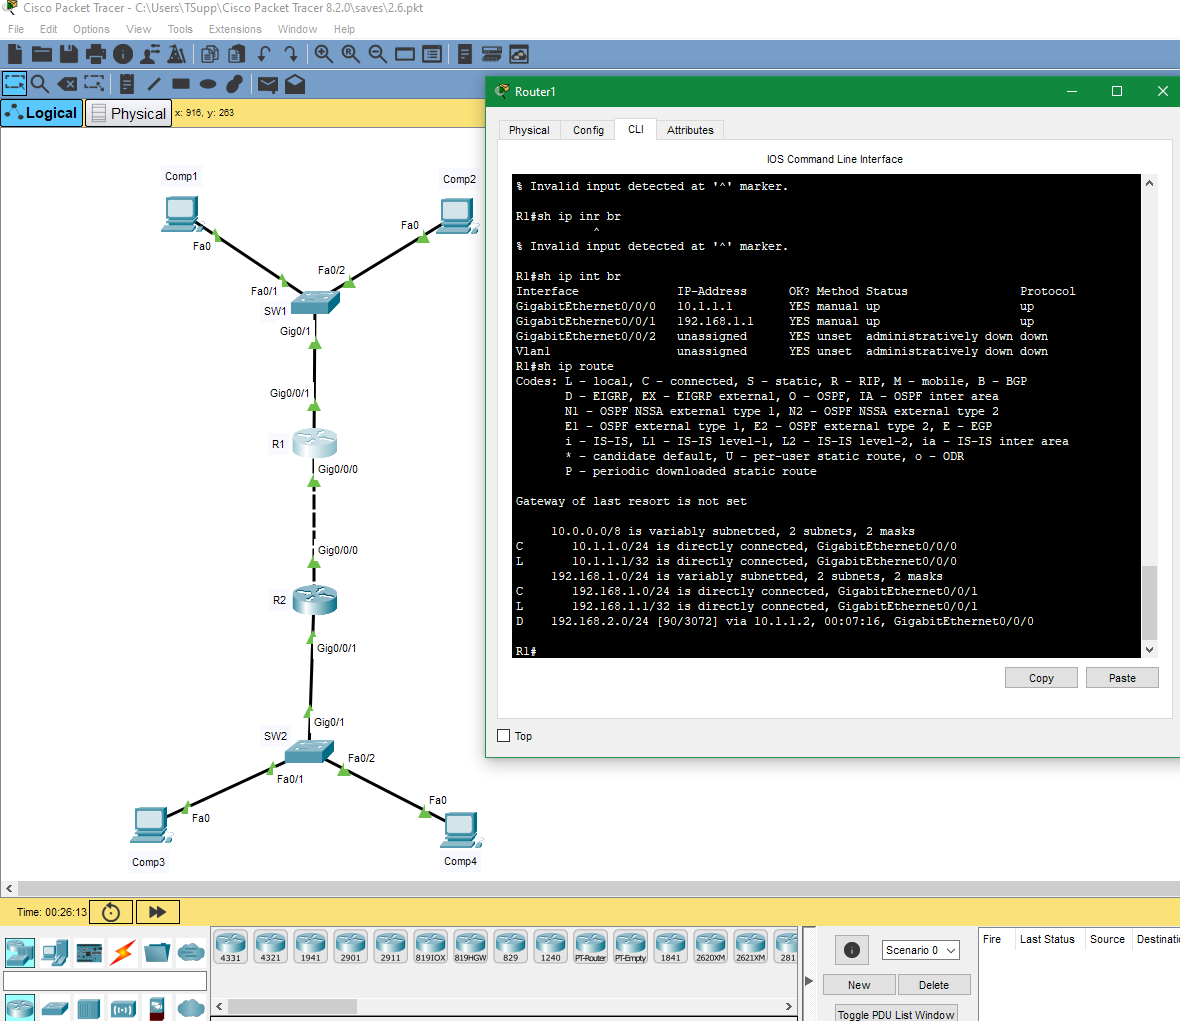 Cisco Packet Tracer - C:\Users\TSupp\Cisco Packet Tracer 8.2.0\saves\2.6.pkt
File Edit Options View Tools Extensions Window Help
Logical Physical x: 916, y: 263
Comp1
Comp2
Fa0
Fa0
Fa0/2
Fa0/1
SW1
Gig0/1
Gig0/0/1
R1
Gig0/0/0
Gig0/0/0
R2
Gig0/0/1
Gig0/1
SW2
Fa0/2
Fa0/1
Fa0
Fa0
Comp3
Comp4
Router1
Physical Config CLI Attributes
IOS Command Line Interface
% Invalid input detected at '^' marker.
R1#sh ip inr br
^
% Invalid input detected at '^' marker.
R1#sh ip int br
Interface IP-Address OK? Method Status Protocol
GigabitEthernet0/0/0 10.1.1.1 YES manual up up
GigabitEthernet0/0/1 192.168.1.1 YES manual up up
GigabitEthernet0/0/2 unassigned YES unset administratively down down
Vlan1 unassigned YES unset administratively down down
R1#sh ip route
Codes: L - local, C - connected, S - static, R - RIP, M - mobile, B - BGP
D - EIGRP, EX - EIGRP external, O - OSPF, IA - OSPF inter area
N1 - OSPF NSSA external type 1, N2 - OSPF NSSA external type 2
E1 - OSPF external type 1, E2 - OSPF external type 2, E - EGP
i - IS-IS, L1 - IS-IS level-1, L2 - IS-IS level-2, ia - IS-IS inter area
* - candidate default, U - per-user static route, o - ODR
P - periodic downloaded static route
Gateway of last resort is not set
10.0.0.0/8 is variably subnetted, 2 subnets, 2 masks
C 10.1.1.0/24 is directly connected, GigabitEthernet0/0/0
L 10.1.1.1/32 is directly connected, GigabitEthernet0/0/0
192.168.1.0/24 is variably subnetted, 2 subnets, 2 masks
C 192.168.1.0/24 is directly connected, GigabitEthernet0/0/1
L 192.168.1.1/32 is directly connected, GigabitEthernet0/0/1
D 192.168.2.0/24 [90/3072] via 10.1.1.2, 00:07:16, GigabitEthernet0/0/0
R1#
Copy Paste
Top
Time: 00:26:13
4331 4321 1941 2901 2911 819IOX 819HGW 829 1240 PT-Router PT-Empty 1841 2620XM 2621XM 281
Scenario 0
New Delete
Toggle PDU List Window
Fire Last Status Source Destinatio